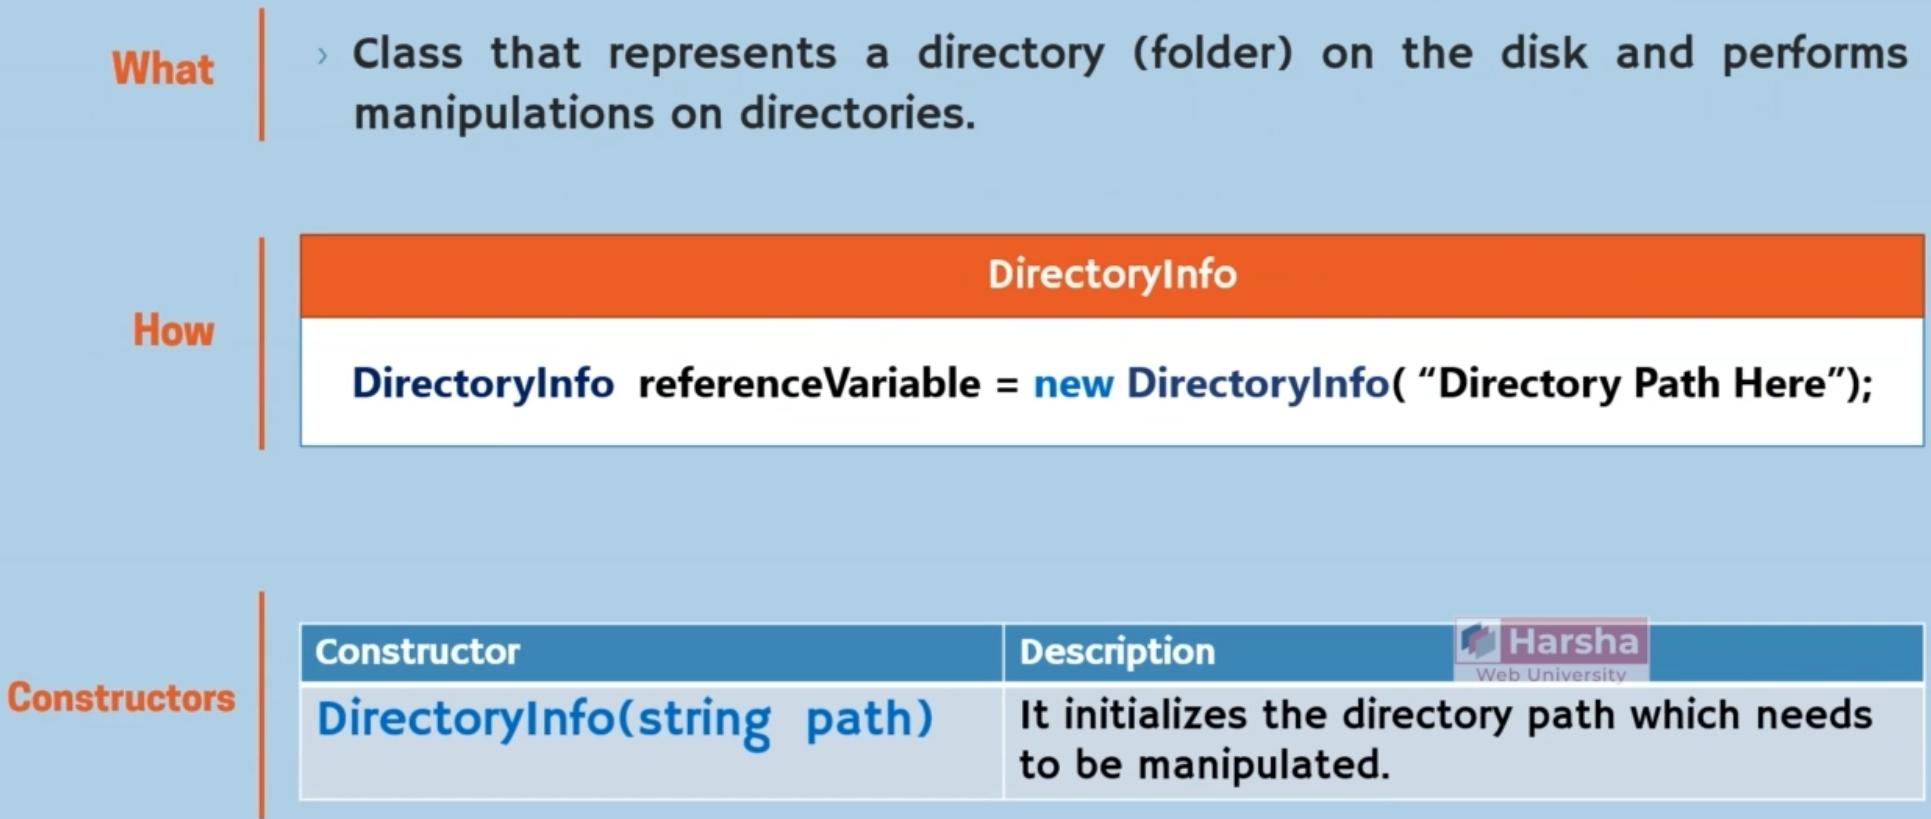 What
› Class that represents a directory (folder) on the disk and performs
manipulations on directories.
How
DirectoryInfo
DirectoryInfo referenceVariable = new DirectoryInfo( “Directory Path Here”);
Constructors
Constructor Description
Harsha
Web University
DirectoryInfo(string path) It initializes the directory path which needs
to be manipulated.